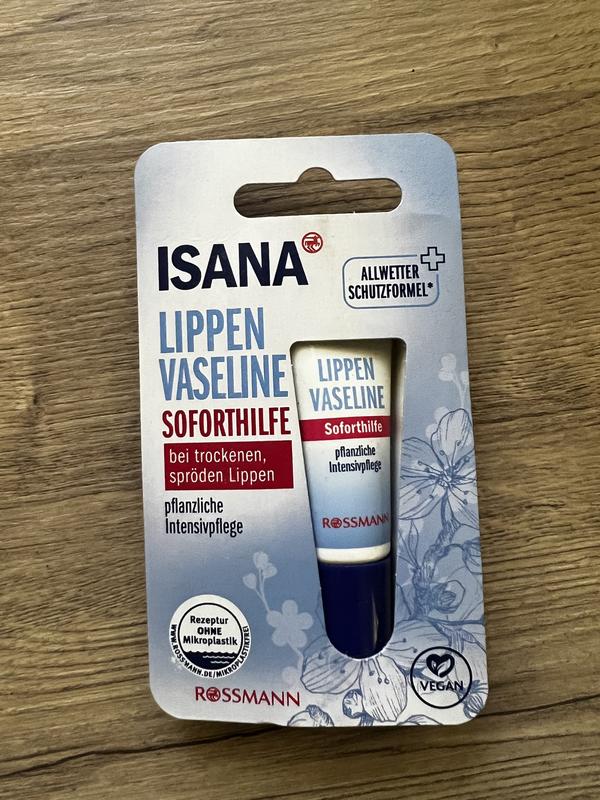 ISANA
ALLWETTER
SCHUTZFORMEL*
LIPPEN
VASELINE
SOFORTHILFE
bei trockenen,
spröden Lippen
pflanzliche
Intensivpflege
LIPPEN
VASELINE
Soforthilfe
pflanzliche
Intensivpflege
ROSSMANN
Rezeptur
OHNE
Mikroplastik
WWW.ROSSMANN.DE/MIKROPLASTIKFREI
ROSSMANN
VEGAN